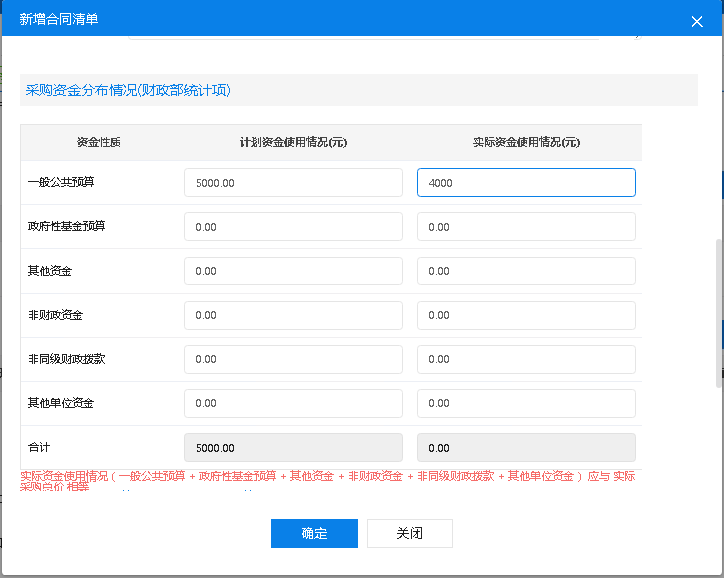 新增合同清单
采购资金分布情况(财政部统计项)
资金性质 计划资金使用情况(元) 实际资金使用情况(元)
一般公共预算 5000.00 4000
政府性基金预算 0.00 0.00
其他资金 0.00 0.00
非财政资金 0.00 0.00
非同级财政拨款 0.00 0.00
其他单位资金 0.00 0.00
合计 5000.00 0.00
实际资金使用情况 ( 一般公共预算 + 政府性基金预算 + 其他资金 + 非财政资金 + 非同级财政拨款 + 其他单位资金 ) 应与 实际
采购总价 相等
确定 关闭